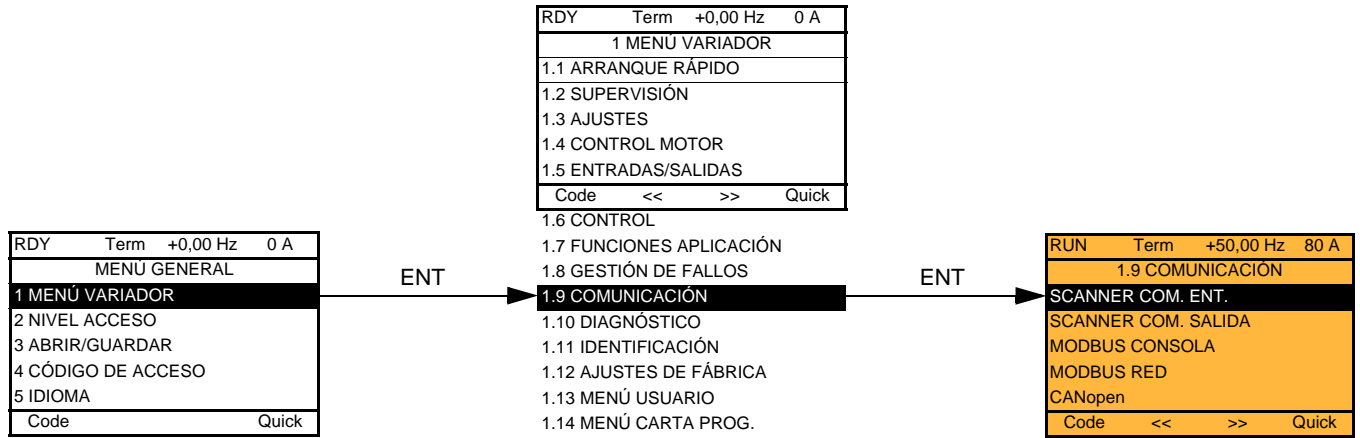 RDY Term +0,00 Hz 0 A
MENÚ GENERAL
1 MENÚ VARIADOR
2 NIVEL ACCESO
3 ABRIR/GUARDAR
4 CÓDIGO DE ACCESO
5 IDIOMA
Code Quick
ENT
RDY Term +0,00 Hz 0 A
1 MENÚ VARIADOR
1.1 ARRANQUE RÁPIDO
1.2 SUPERVISIÓN
1.3 AJUSTES
1.4 CONTROL MOTOR
1.5 ENTRADAS/SALIDAS
Code << >> Quick
1.6 CONTROL
1.7 FUNCIONES APLICACIÓN
1.8 GESTIÓN DE FALLOS
1.9 COMUNICACIÓN
1.10 DIAGNÓSTICO
1.11 IDENTIFICACIÓN
1.12 AJUSTES DE FÁBRICA
1.13 MENÚ USUARIO
1.14 MENÚ CARTA PROG.
ENT
RUN Term +50,00 Hz 80 A
1.9 COMUNICACIÓN
SCANNER COM. ENT.
SCANNER COM. SALIDA
MODBUS CONSOLA
MODBUS RED
CANopen
Code << >> Quick